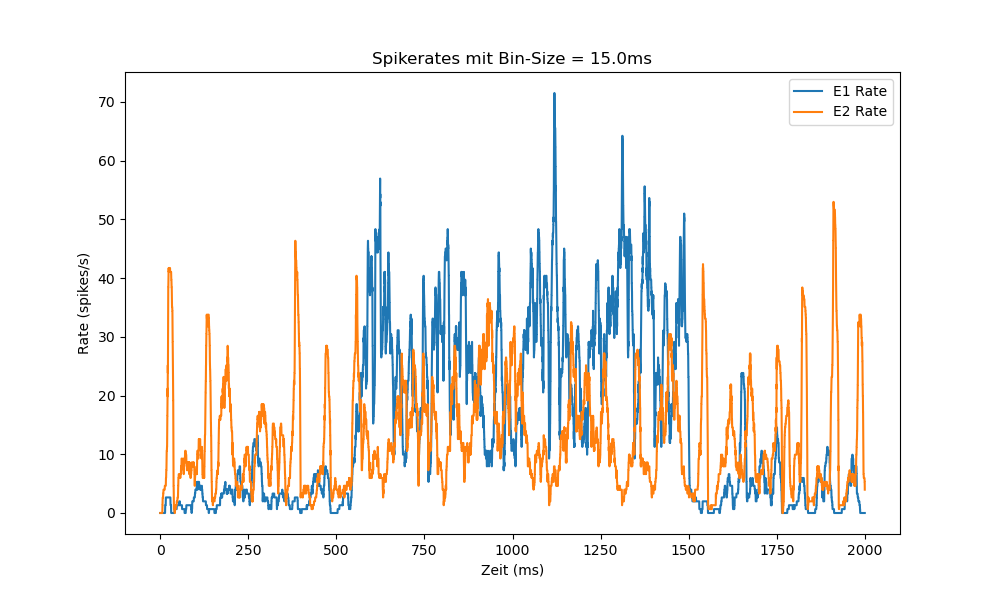 Spikerates mit Bin-Size = 15.0ms
E1 Rate
E2 Rate
Rate (spikes/s)
70
60
50
40
30
20
10
0
0 250 500 750 1000 1250 1500 1750 2000
Zeit (ms)